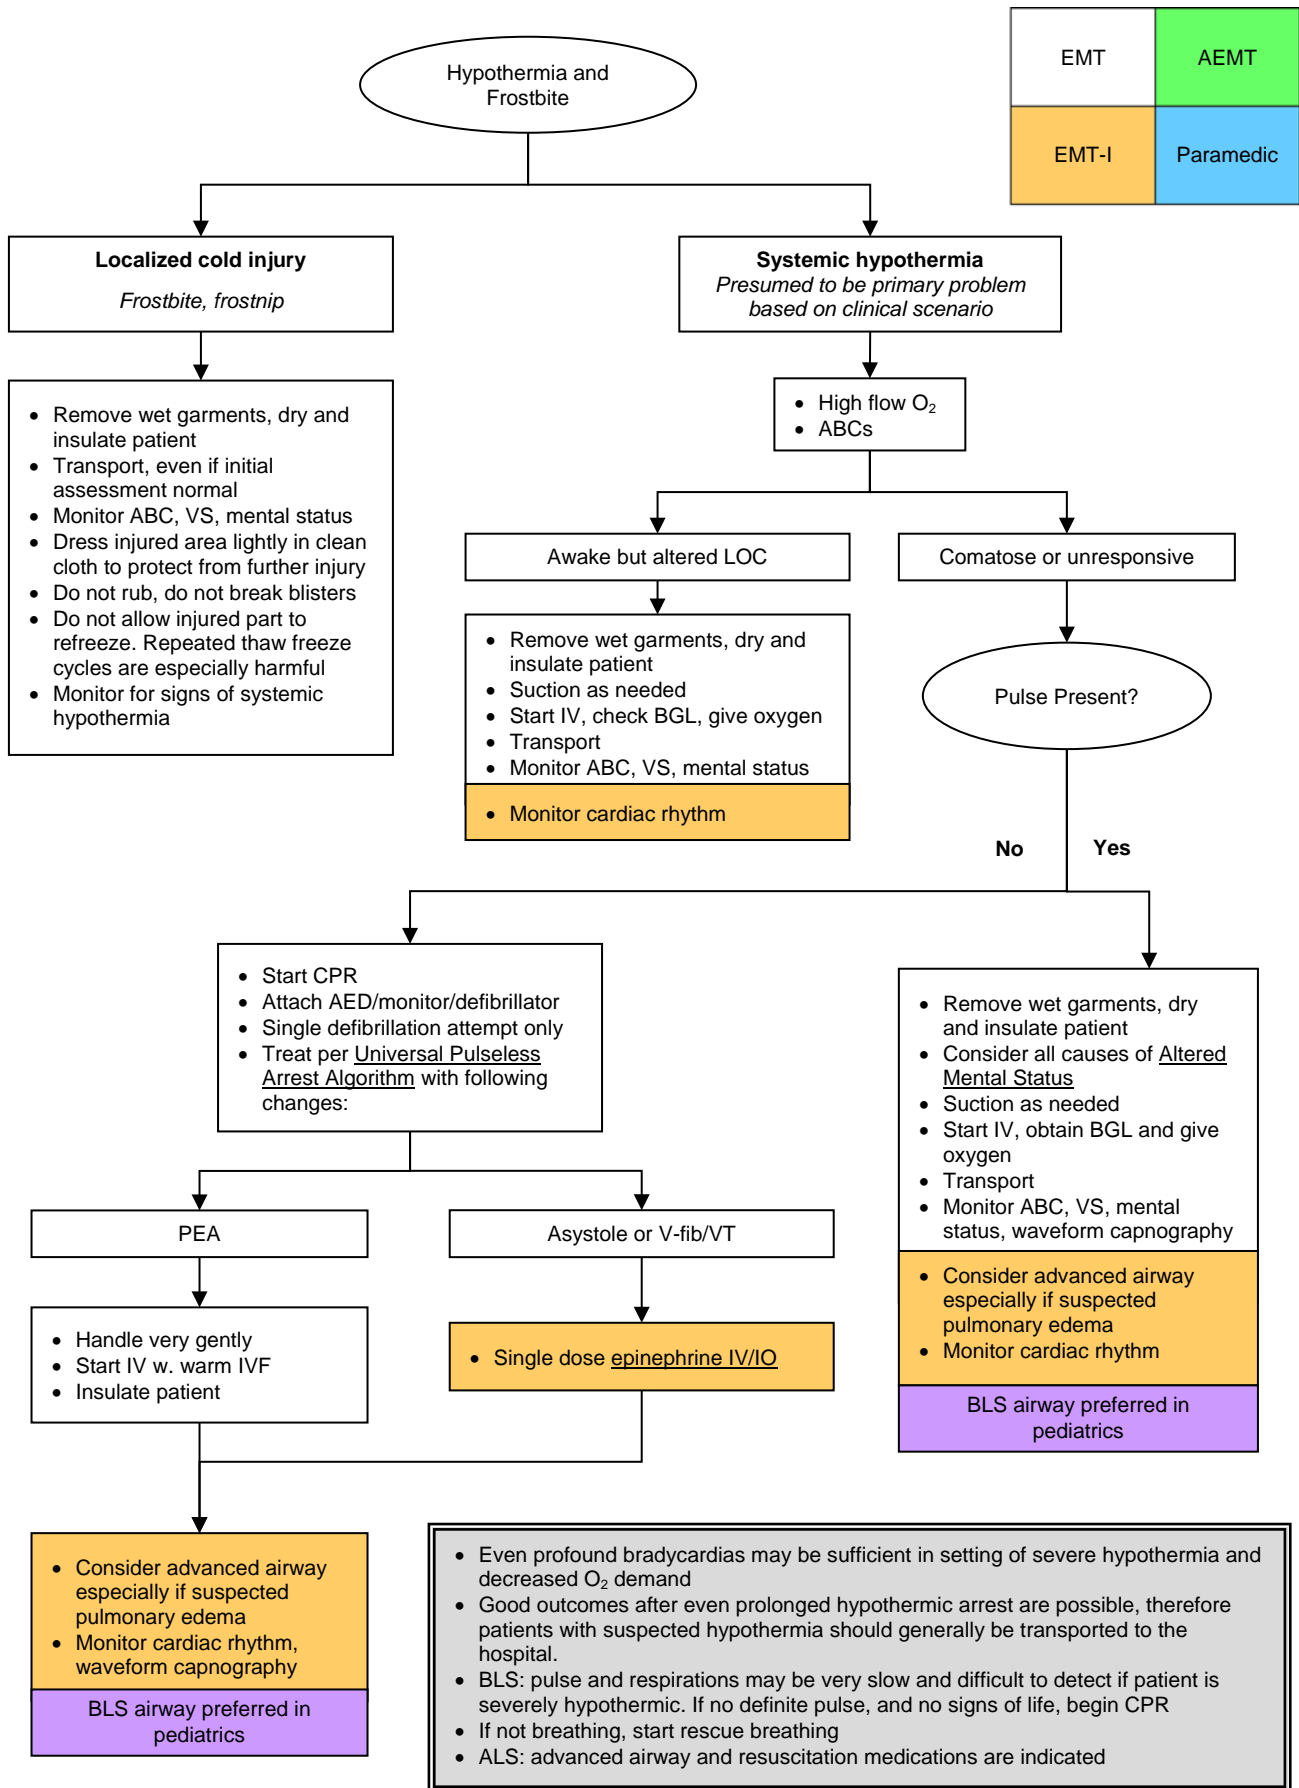 Hypothermia and
Frostbite
EMT
AEMT
EMT-I
Paramedic
Localized cold injury
Frostbite, frostnip
Systemic hypothermia
Presumed to be primary problem
based on clinical scenario
• Remove wet garments, dry and
insulate patient
• Transport, even if initial
assessment normal
• Monitor ABC, VS, mental status
• Dress injured area lightly in clean
cloth to protect from further injury
• Do not rub, do not break blisters
• Do not allow injured part to
refreeze. Repeated thaw freeze
cycles are especially harmful
• Monitor for signs of systemic
hypothermia
• High flow O₂
• ABCs
Awake but altered LOC
Comatose or unresponsive
• Remove wet garments, dry and
insulate patient
• Suction as needed
• Start IV, check BGL, give oxygen
• Transport
• Monitor ABC, VS, mental status
• Monitor cardiac rhythm
Pulse Present?
No
Yes
• Start CPR
• Attach AED/monitor/defibrillator
• Single defibrillation attempt only
• Treat per Universal Pulseless
Arrest Algorithm with following
changes:
• Remove wet garments, dry
and insulate patient
• Consider all causes of Altered
Mental Status
• Suction as needed
• Start IV, obtain BGL and give
oxygen
• Transport
• Monitor ABC, VS, mental
status, waveform capnography
• Consider advanced airway
especially if suspected
pulmonary edema
• Monitor cardiac rhythm
BLS airway preferred in
pediatrics
PEA
Asystole or V-fib/VT
• Handle very gently
• Start IV w. warm IVF
• Insulate patient
• Single dose epinephrine IV/IO
• Consider advanced airway
especially if suspected
pulmonary edema
• Monitor cardiac rhythm,
waveform capnography
BLS airway preferred in
pediatrics
• Even profound bradycardias may be sufficient in setting of severe hypothermia and
decreased O₂ demand
• Good outcomes after even prolonged hypothermic arrest are possible, therefore
patients with suspected hypothermia should generally be transported to the
hospital.
• BLS: pulse and respirations may be very slow and difficult to detect if patient is
severely hypothermic. If no definite pulse, and no signs of life, begin CPR
• If not breathing, start rescue breathing
• ALS: advanced airway and resuscitation medications are indicated